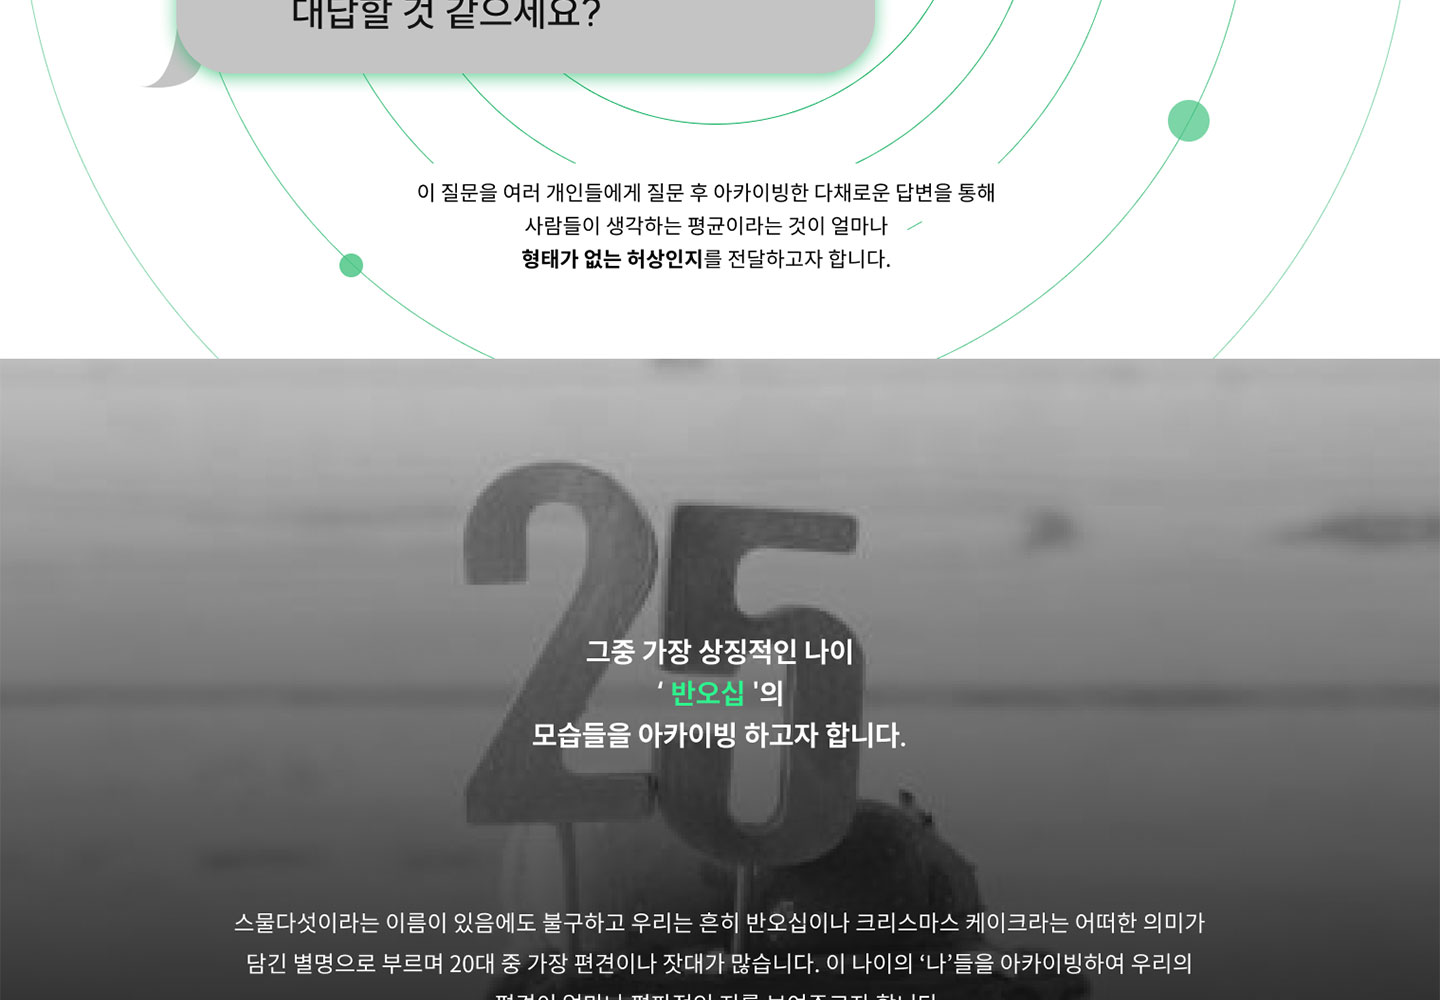 대답할 것 같으세요?
이 질문을 여러 개인들에게 질문 후 아카이빙한 다채로운 답변을 통해
사람들이 생각하는 평균이라는 것이 얼마나
형태가 없는 허상인지를 전달하고자 합니다.
25
그중 가장 상징적인 나이
‘ 반오십 '의
모습들을 아카이빙 하고자 합니다.
스물다섯이라는 이름이 있음에도 불구하고 우리는 흔히 반오십이나 크리스마스 케이크라는 어떠한 의미가
담긴 별명으로 부르며 20대 중 가장 편견이나 잣대가 많습니다. 이 나이의 ‘나’들을 아카이빙하여 우리의
편견이 얼마나